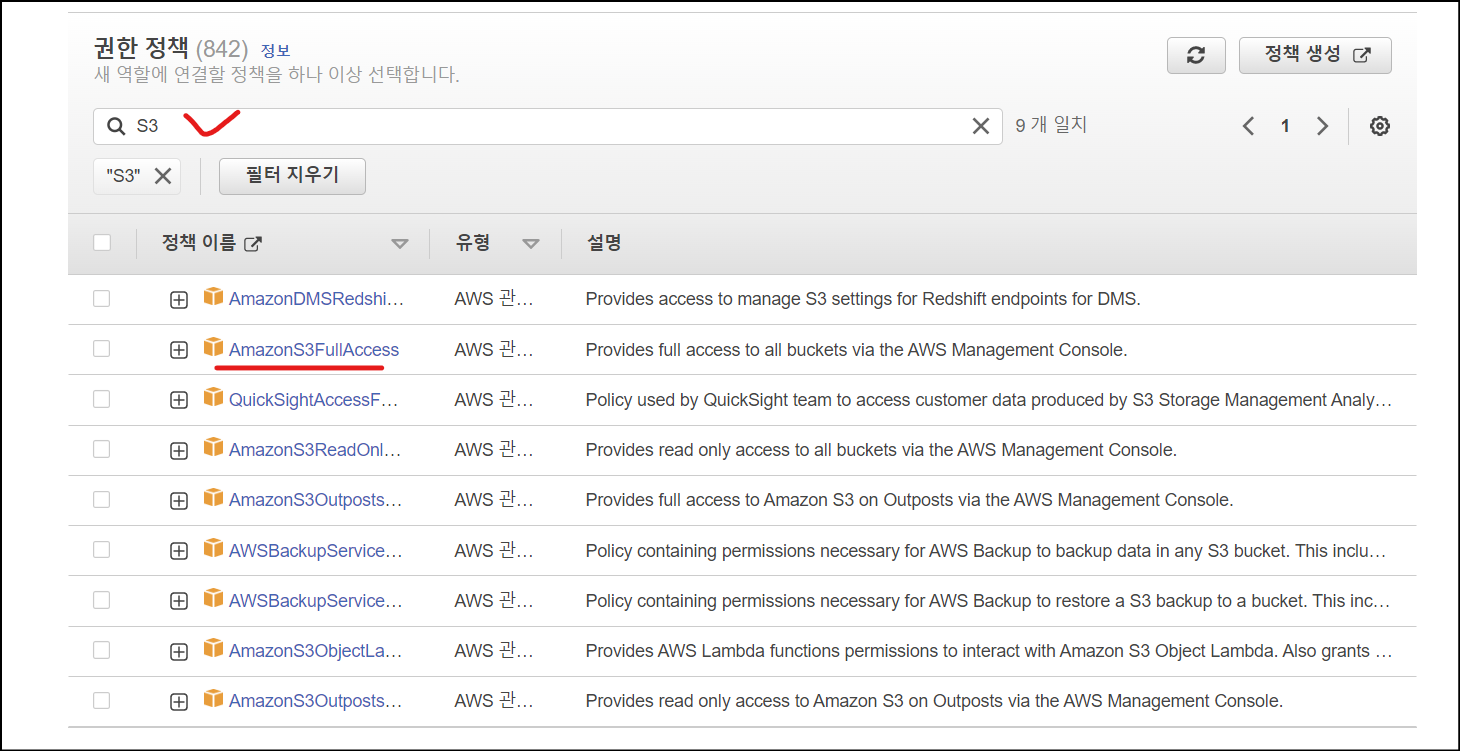 권한 정책 (842) 정보
정책 생성
새 역할에 연결할 정책을 하나 이상 선택합니다.
S3
9 개 일치
1
"S3"
필터 지우기
정책 이름 유형 설명
AmazonDMSRedshi... AWS 관... Provides access to manage S3 settings for Redshift endpoints for DMS.
AmazonS3FullAccess AWS 관... Provides full access to all buckets via the AWS Management Console.
QuickSightAccessF... AWS 관... Policy used by QuickSight team to access customer data produced by S3 Storage Management Analy...
AmazonS3ReadOnl... AWS 관... Provides read only access to all buckets via the AWS Management Console.
AmazonS3Outposts... AWS 관... Provides full access to Amazon S3 on Outposts via the AWS Management Console.
AWSBackupService... AWS 관... Policy containing permissions necessary for AWS Backup to backup data in any S3 bucket. This inclu...
AWSBackupService... AWS 관... Policy containing permissions necessary for AWS Backup to restore a S3 backup to a bucket. This inc...
AmazonS3ObjectLa... AWS 관... Provides AWS Lambda functions permissions to interact with Amazon S3 Object Lambda. Also grants ...
AmazonS3Outposts... AWS 관... Provides read only access to Amazon S3 on Outposts via the AWS Management Console.